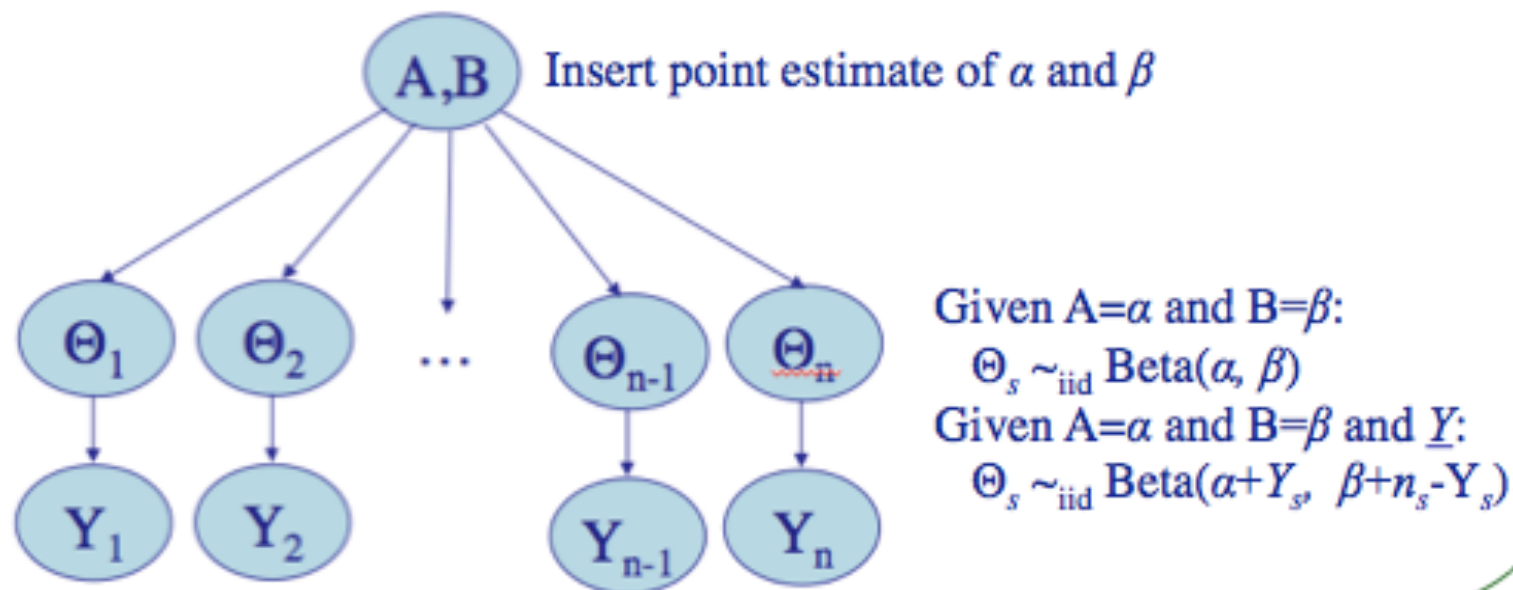 A,B Insert point estimate of α and β
Θ₁ Θ₂ ... Θₙ₋₁ Θₙ
Given A=α and B=β:
Θₛ ~ᵢᵢd Beta(α, β)
Given A=α and B=β and Y:
Θₛ ~ᵢᵢd Beta(α+Yₛ, β+nₛ-Yₛ)
Y₁ Y₂ Yₙ₋₁ Yₙ